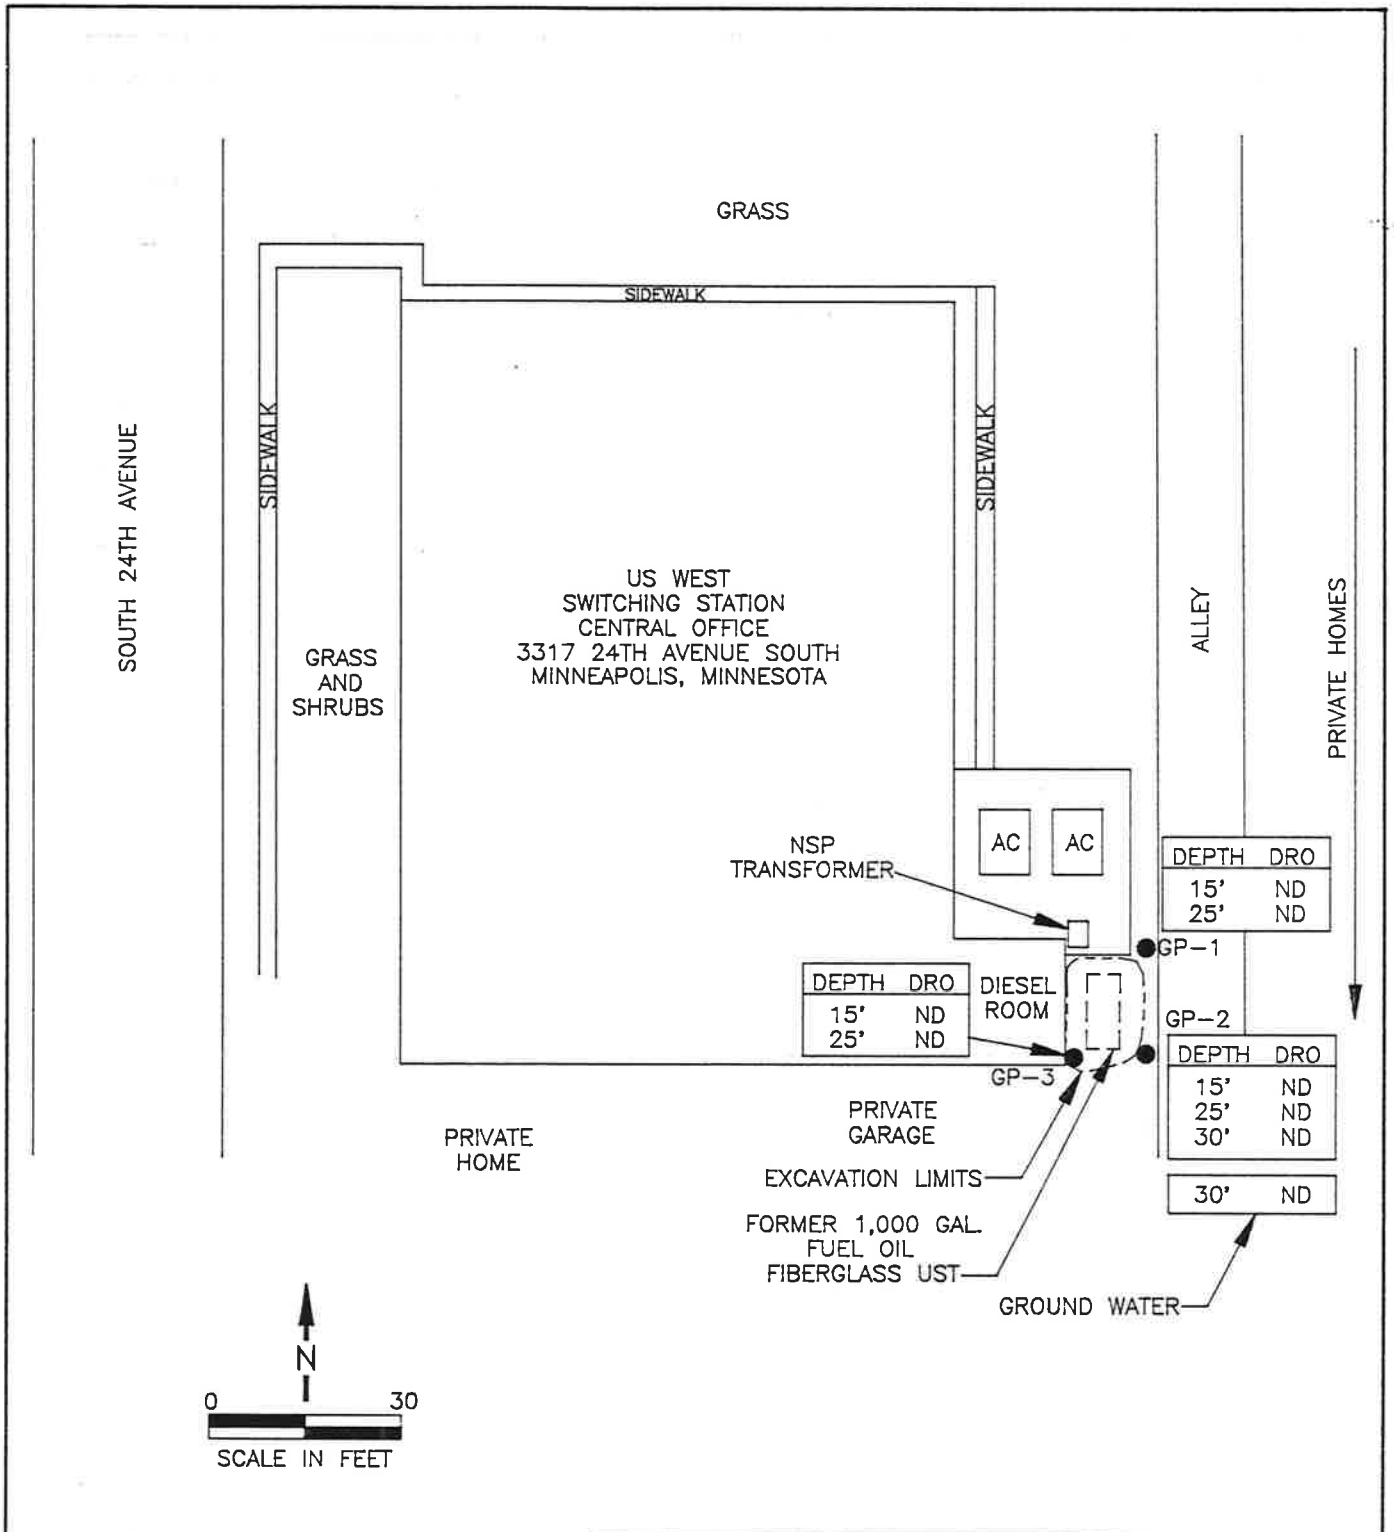 GRASS
SIDEWALK
SIDEWALK
SIDEWALK
SOUTH 24TH AVENUE
US WEST
SWITCHING STATION
CENTRAL OFFICE
3317 24TH AVENUE SOUTH
MINNEAPOLIS, MINNESOTA
GRASS
AND
SHRUBS
ALLEY
PRIVATE HOMES
AC
AC
NSP
TRANSFORMER
DEPTH DRO
15' ND
25' ND
GP-1
DEPTH DRO
15' ND
25' ND
DIESEL
ROOM
GP-2
DEPTH DRO
15' ND
25' ND
30' ND
GP-3
PRIVATE
GARAGE
PRIVATE
HOME
EXCAVATION LIMITS
30' ND
FORMER 1,000 GAL.
FUEL OIL
FIBERGLASS UST
GROUND WATER
N
0 30
SCALE IN FEET